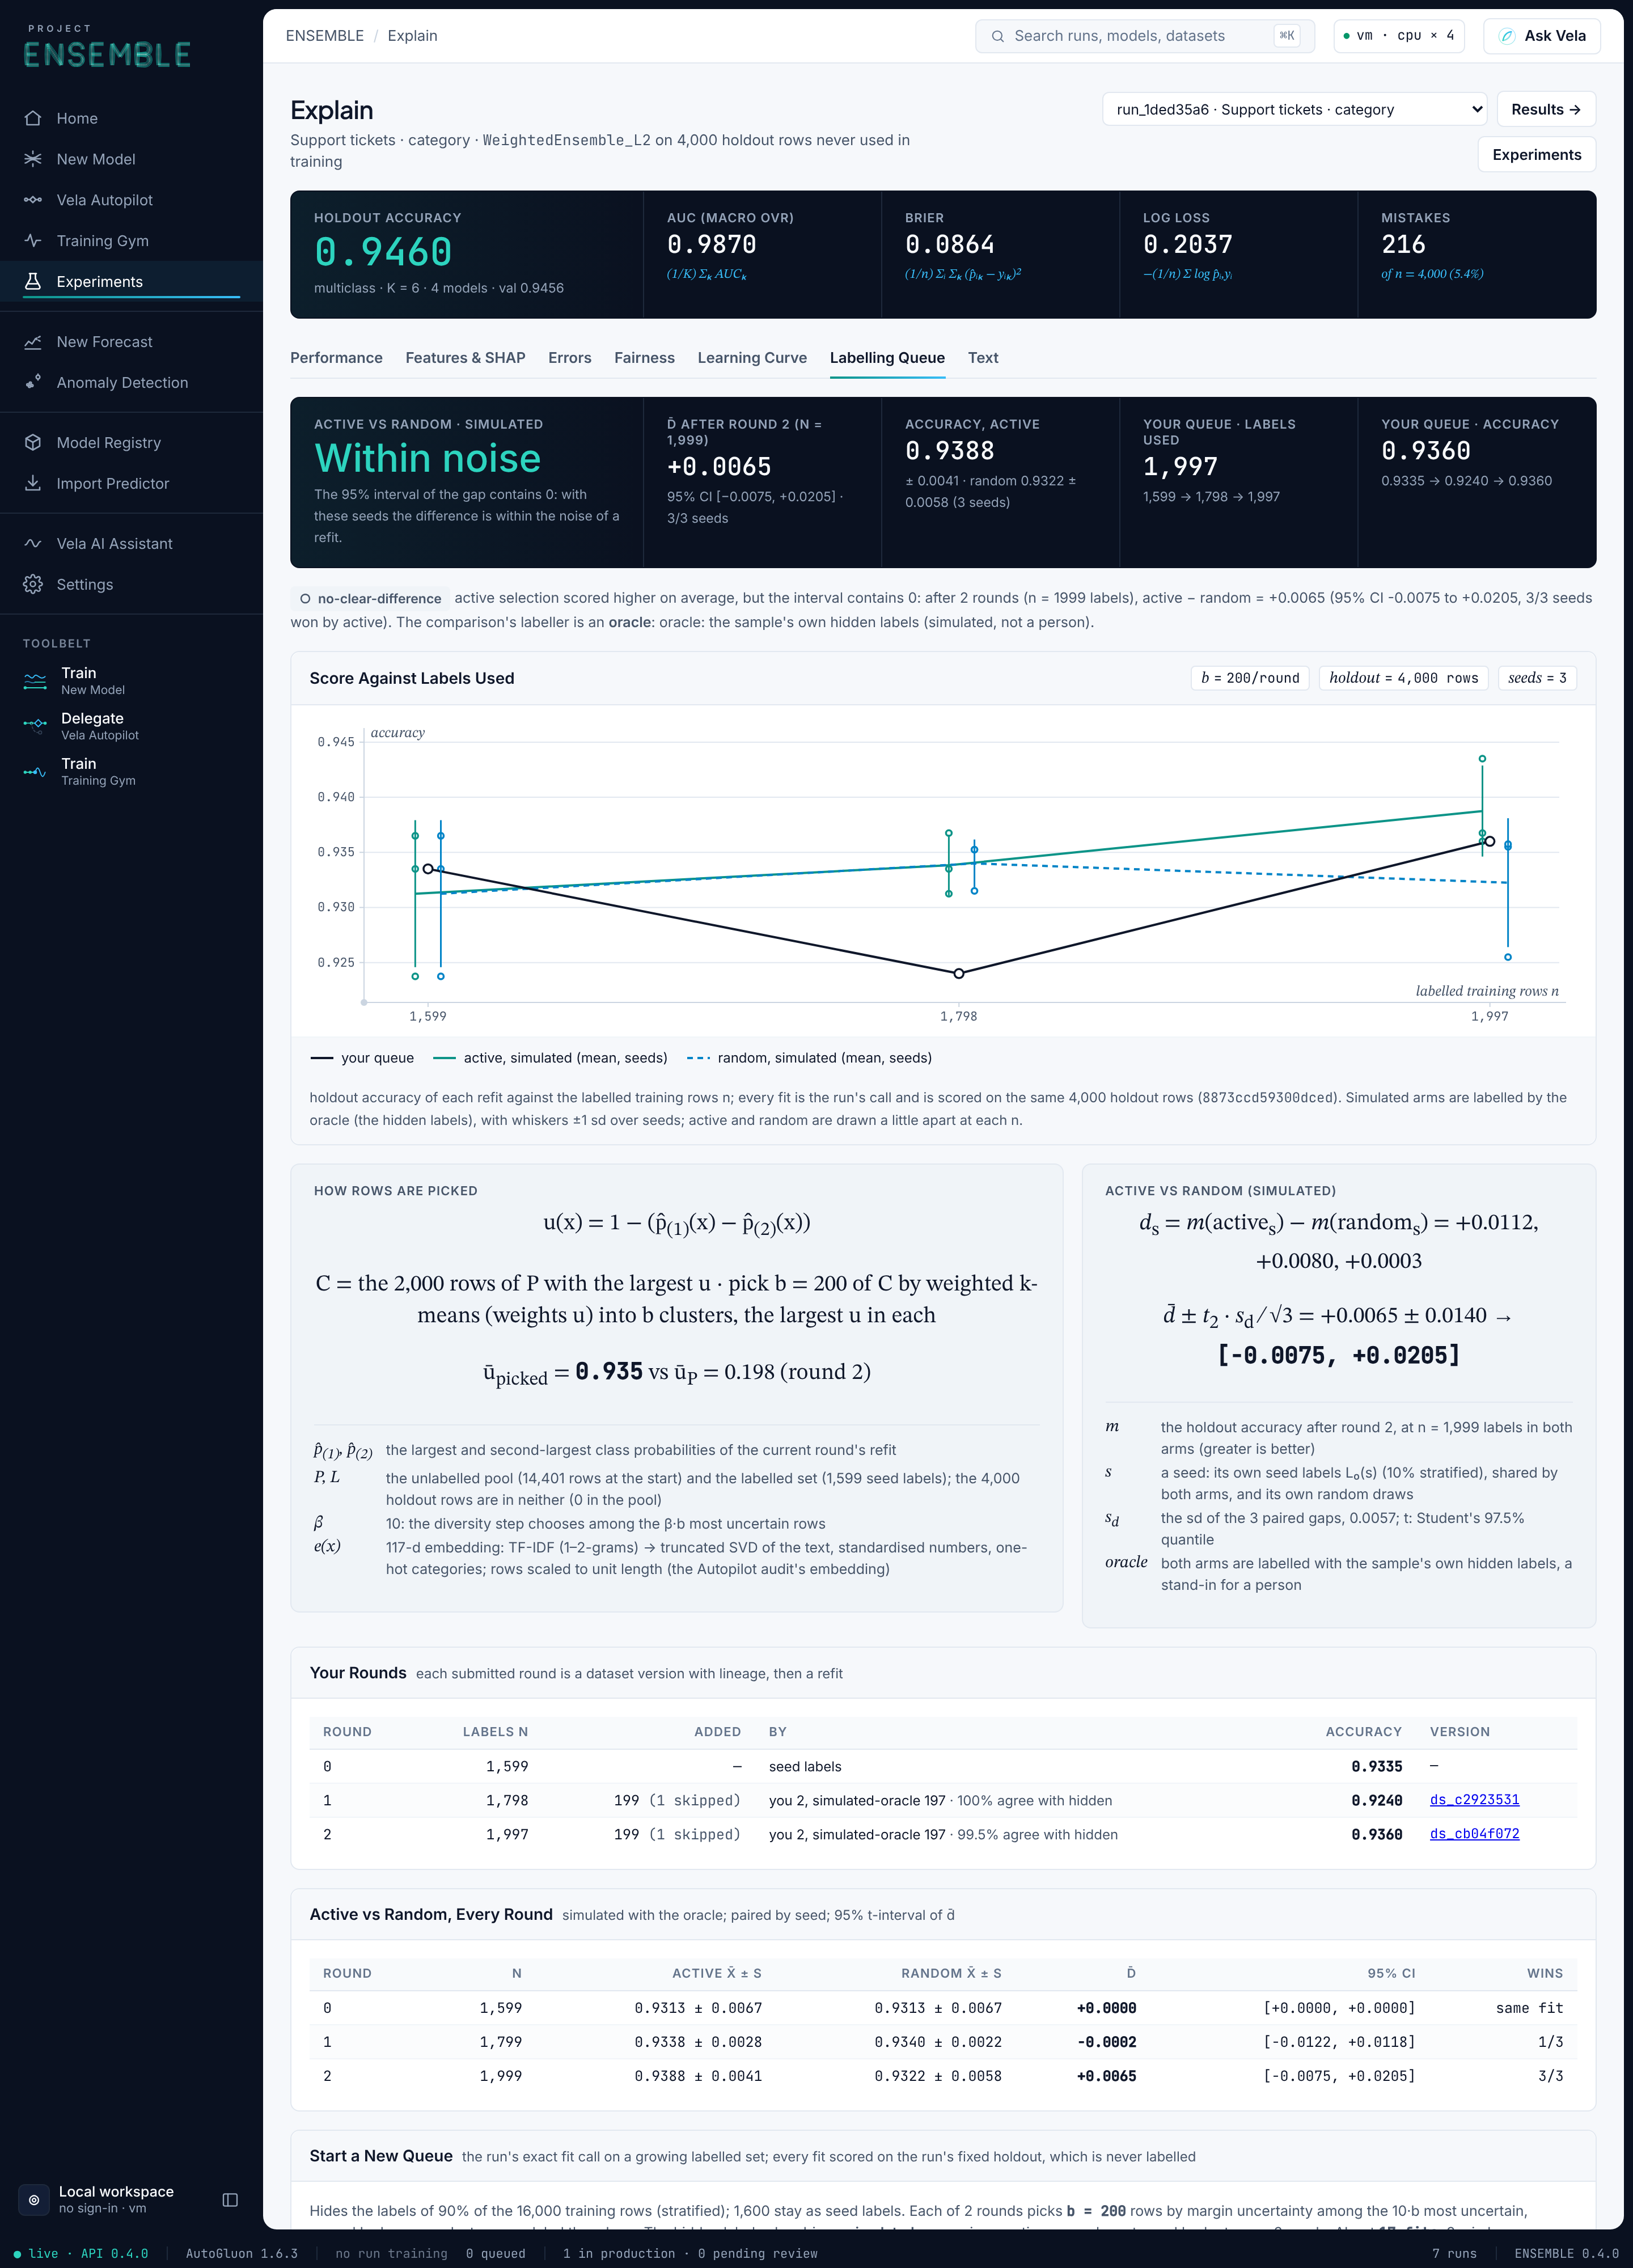 PROJECT
ENSEMBLE
Home
New Model
Vela Autopilot
Training Gym
Experiments
New Forecast
Anomaly Detection
Model Registry
Import Predictor
Vela AI Assistant
Settings
TOOLBELT
Train
New Model
Delegate
Vela Autopilot
Train
Training Gym
Local workspace
no sign-in · vm
ENSEMBLE / Explain
Search runs, models, datasets ⌘K
vm · cpu × 4
Ask Vela
Explain
Support tickets · category · WeightedEnsemble_L2 on 4,000 holdout rows never used in
training
run_1ded35a6 · Support tickets · category
Results →
Experiments
HOLDOUT ACCURACY
0.9460
multiclass · K = 6 · 4 models · val 0.9456
AUC (MACRO OVR)
0.9870
(1/K) Σₖ AUCₖ
BRIER
0.0864
(1/n) Σᵢ Σₖ (p̂ᵢₖ − yᵢₖ)²
LOG LOSS
0.2037
−(1/n) Σ log p̂ᵢ,yᵢ
MISTAKES
216
of n = 4,000 (5.4%)
Performance Features & SHAP Errors Fairness Learning Curve Labelling Queue Text
ACTIVE VS RANDOM · SIMULATED
Within noise
The 95% interval of the gap contains 0: with
these seeds the difference is within the noise of a
refit.
D̄ AFTER ROUND 2 (N =
1,999)
+0.0065
95% CI [−0.0075, +0.0205] ·
3/3 seeds
ACCURACY, ACTIVE
0.9388
± 0.0041 · random 0.9322 ±
0.0058 (3 seeds)
YOUR QUEUE · LABELS
USED
1,997
1,599 → 1,798 → 1,997
YOUR QUEUE · ACCURACY
0.9360
0.9335 → 0.9240 → 0.9360
no-clear-difference active selection scored higher on average, but the interval contains 0: after 2 rounds (n = 1999 labels), active − random = +0.0065 (95% CI -0.0075 to +0.0205, 3/3 seeds
won by active). The comparison's labeller is an oracle: oracle: the sample's own hidden labels (simulated, not a person).
Score Against Labels Used
b = 200/round
holdout = 4,000 rows
seeds = 3
accuracy
0.945
0.940
0.935
0.930
0.925
labelled training rows n
1,599 1,798 1,997
your queue active, simulated (mean, seeds) random, simulated (mean, seeds)
holdout accuracy of each refit against the labelled training rows n; every fit is the run's call and is scored on the same 4,000 holdout rows (8873ccd59300dced). Simulated arms are labelled by the
oracle (the hidden labels), with whiskers ±1 sd over seeds; active and random are drawn a little apart at each n.
HOW ROWS ARE PICKED
u(x) = 1 − (p̂(1)(x) − p̂(2)(x))
C = the 2,000 rows of P with the largest u · pick b = 200 of C by weighted k-
means (weights u) into b clusters, the largest u in each
ūpicked = 0.935 vs ūP = 0.198 (round 2)
p̂(1), p̂(2) the largest and second-largest class probabilities of the current round's refit
P, L the unlabelled pool (14,401 rows at the start) and the labelled set (1,599 seed labels); the 4,000
holdout rows are in neither (0 in the pool)
β 10: the diversity step chooses among the β·b most uncertain rows
e(x) 117-d embedding: TF-IDF (1–2-grams) → truncated SVD of the text, standardised numbers, one-
hot categories; rows scaled to unit length (the Autopilot audit's embedding)
ACTIVE VS RANDOM (SIMULATED)
ds = m(actives) − m(randoms) = +0.0112,
+0.0080, +0.0003
d̄ ± t2 · sd/√3 = +0.0065 ± 0.0140 →
[-0.0075, +0.0205]
m the holdout accuracy after round 2, at n = 1,999 labels in both
arms (greater is better)
s a seed: its own seed labels L₀(s) (10% stratified), shared by
both arms, and its own random draws
sd the sd of the 3 paired gaps, 0.0057; t: Student's 97.5%
quantile
oracle both arms are labelled with the sample's own hidden labels, a
stand-in for a person
Your Rounds each submitted round is a dataset version with lineage, then a refit
ROUND LABELS N ADDED BY ACCURACY VERSION
0 1,599 — seed labels 0.9335 —
1 1,798 199 (1 skipped) you 2, simulated-oracle 197 · 100% agree with hidden 0.9240 ds_c2923531
2 1,997 199 (1 skipped) you 2, simulated-oracle 197 · 99.5% agree with hidden 0.9360 ds_cb04f072
Active vs Random, Every Round simulated with the oracle; paired by seed; 95% t-interval of d̄
ROUND N ACTIVE X̄ ± S RANDOM X̄ ± S D̄ 95% CI WINS
0 1,599 0.9313 ± 0.0067 0.9313 ± 0.0067 +0.0000 [+0.0000, +0.0000] same fit
1 1,799 0.9338 ± 0.0028 0.9340 ± 0.0022 -0.0002 [-0.0122, +0.0118] 1/3
2 1,999 0.9388 ± 0.0041 0.9322 ± 0.0058 +0.0065 [-0.0075, +0.0205] 3/3
Start a New Queue the run's exact fit call on a growing labelled set; every fit scored on the run's fixed holdout, which is never labelled
Hides the labels of 90% of the 16,000 training rows (stratified); 1,600 stay as seed labels. Each of 2 rounds picks b = 200 rows by margin uncertainty among the 10·b most uncertain,
live · API 0.4.0 AutoGluon 1.6.3 no run training 0 queued 1 in production · 0 pending review 7 runs ENSEMBLE 0.4.0